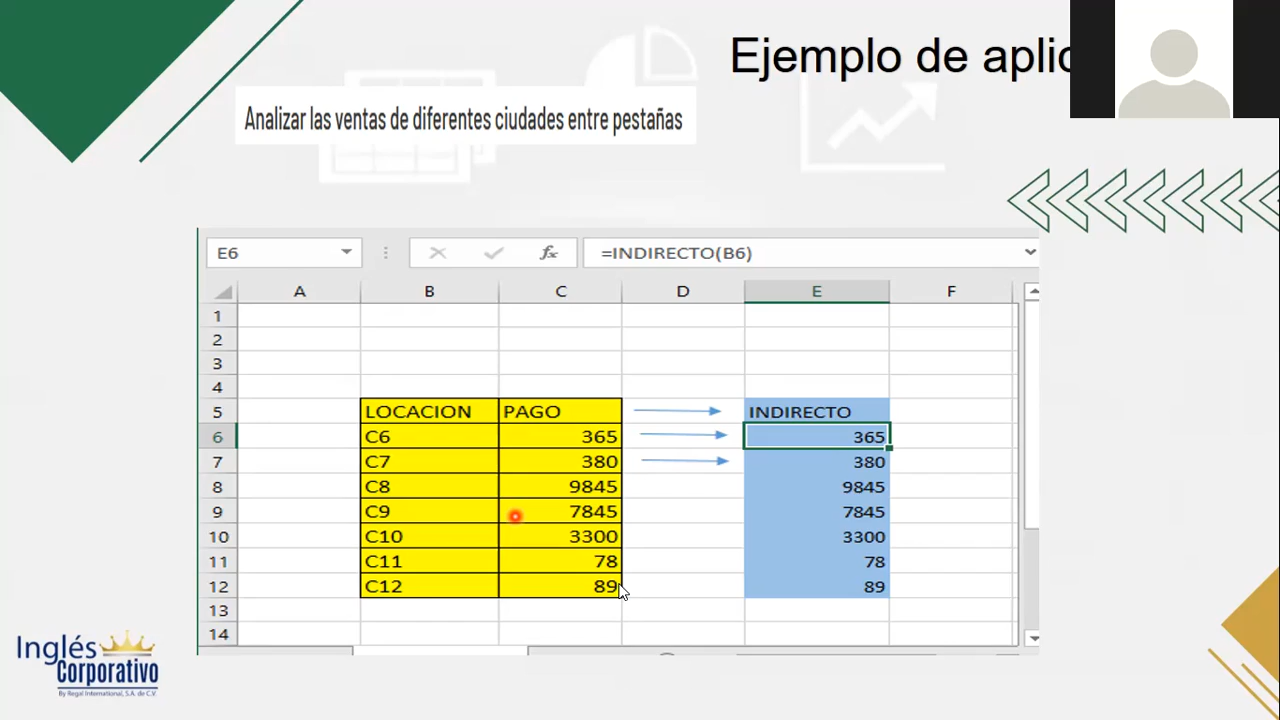 Ejemplo de aplic
Analizar las ventas de diferentes ciudades entre pestañas
E6 fx =INDIRECTO(B6)
A B C D E F
1
2
3
4
5 LOCACION PAGO INDIRECTO
6 C6 365 365
7 C7 380 380
8 C8 9845 9845
9 C9 7845 7845
10 C10 3300 3300
11 C11 78 78
12 C12 89 89
13
14
Inglés
Corporativo
By Regal International, S.A. de C.V.